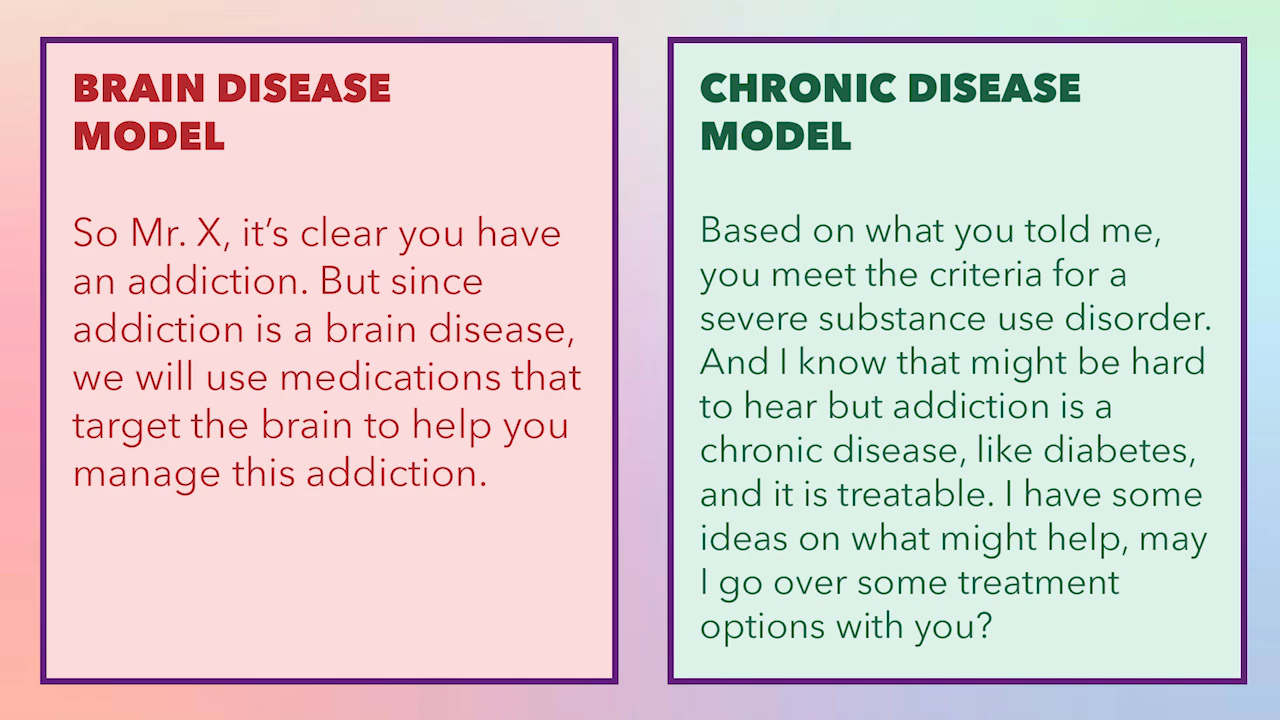 BRAIN DISEASE
MODEL
So Mr. X, it’s clear you have
an addiction. But since
addiction is a brain disease,
we will use medications that
target the brain to help you
manage this addiction.
CHRONIC DISEASE
MODEL
Based on what you told me,
you meet the criteria for a
severe substance use disorder.
And I know that might be hard
to hear but addiction is a
chronic disease, like diabetes,
and it is treatable. I have some
ideas on what might help, may
I go over some treatment
options with you?